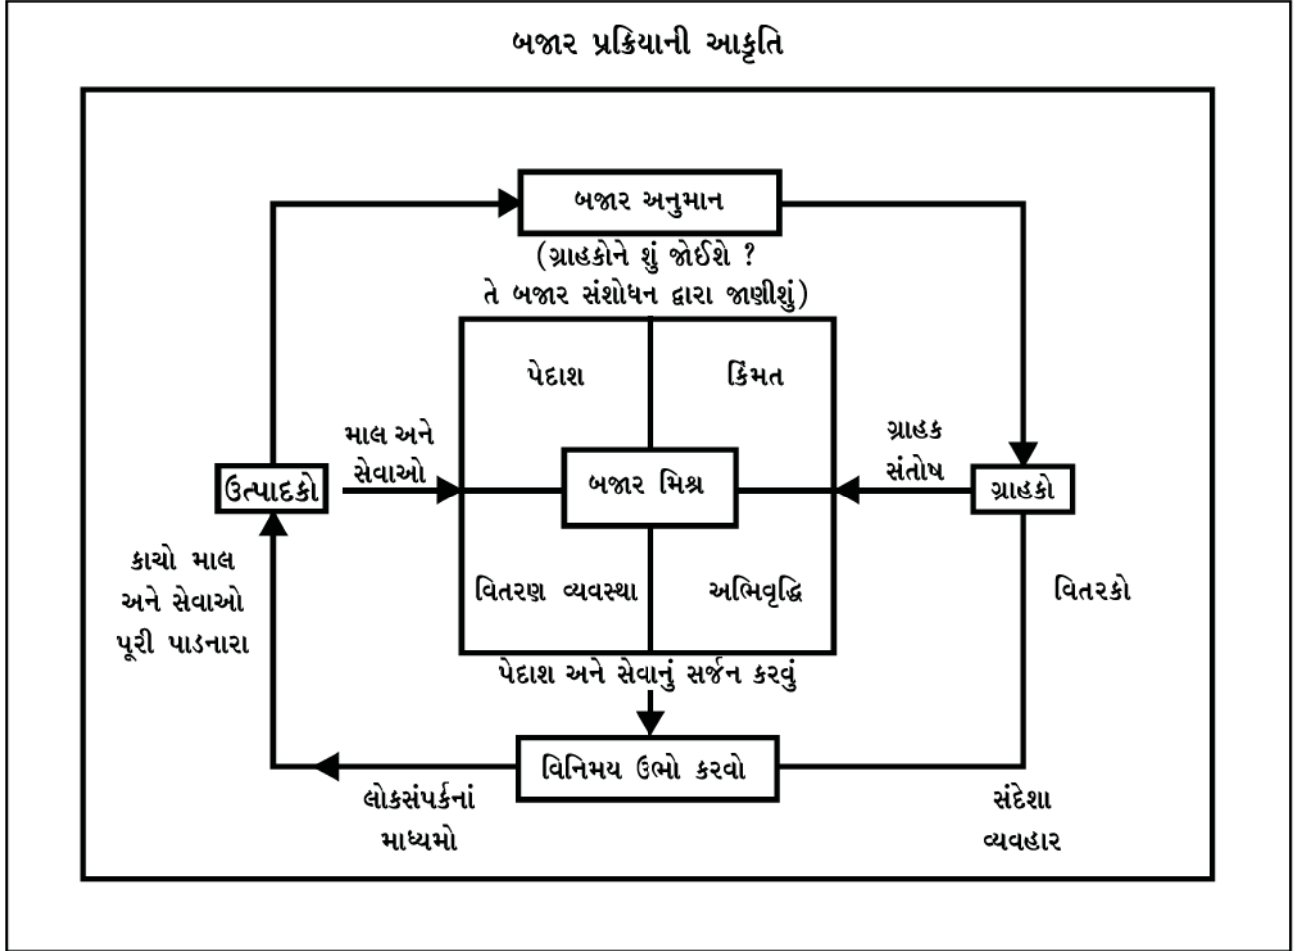 બજાર પ્રક્રિયાની આકૃતિ
બજાર અનુમાન
(ગ્રાહકોને શું જોઈશે ?
તે બજાર સંશોધન દ્વારા જાણીશું)
પેદાશ
કિંમત
માલ અને
સેવાઓ
ગ્રાહક
સંતોષ
ઉત્પાદકો
બજાર મિશ્ર
ગ્રાહકો
કાચો માલ
અને સેવાઓ
પૂરી પાડનારા
વિતરણ વ્યવસ્થા
અભિવૃદ્ધિ
વિતરકો
પેદાશ અને સેવાનું સર્જન કરવું
વિનિમય ઉભો કરવો
લોકસંપર્કનાં
માધ્યમો
સંદેશા
વ્યવહાર